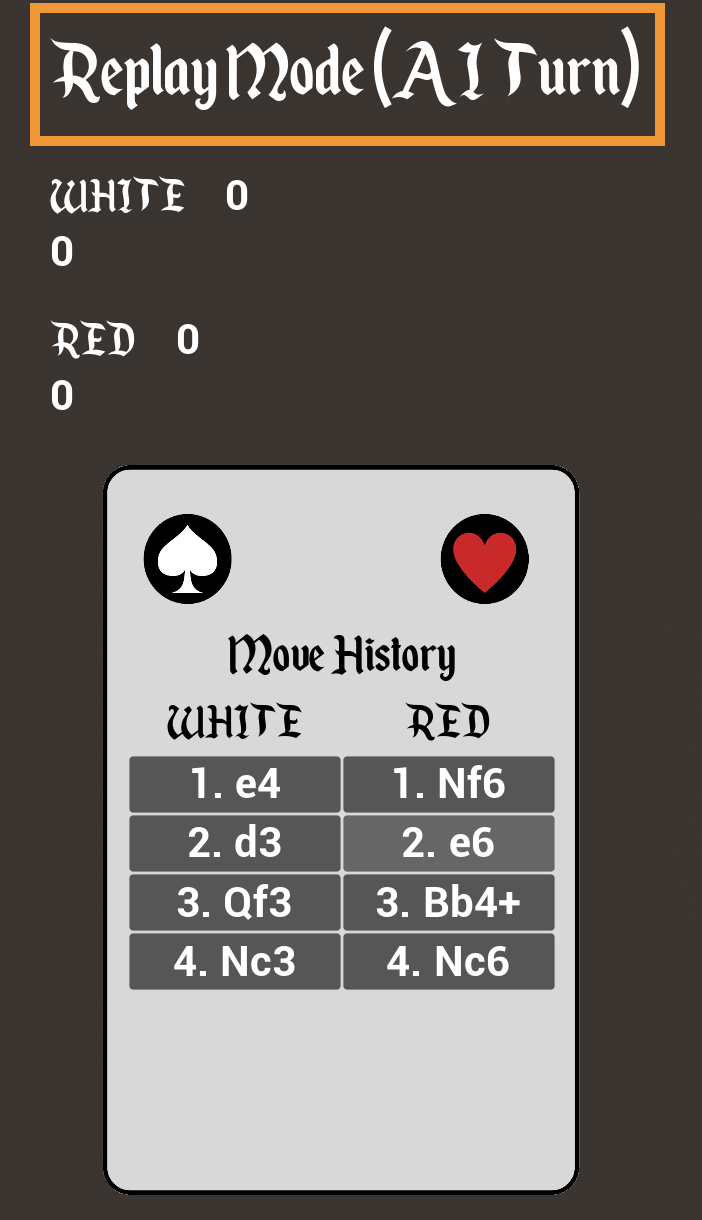 Replay Mode (AI Turn)
WHITE 0
0
RED 0
0
Move History
WHITE RED
1. e4 1. Nf6
2. d3 2. e6
3. Qf3 3. Bb4+
4. Nc3 4. Nc6